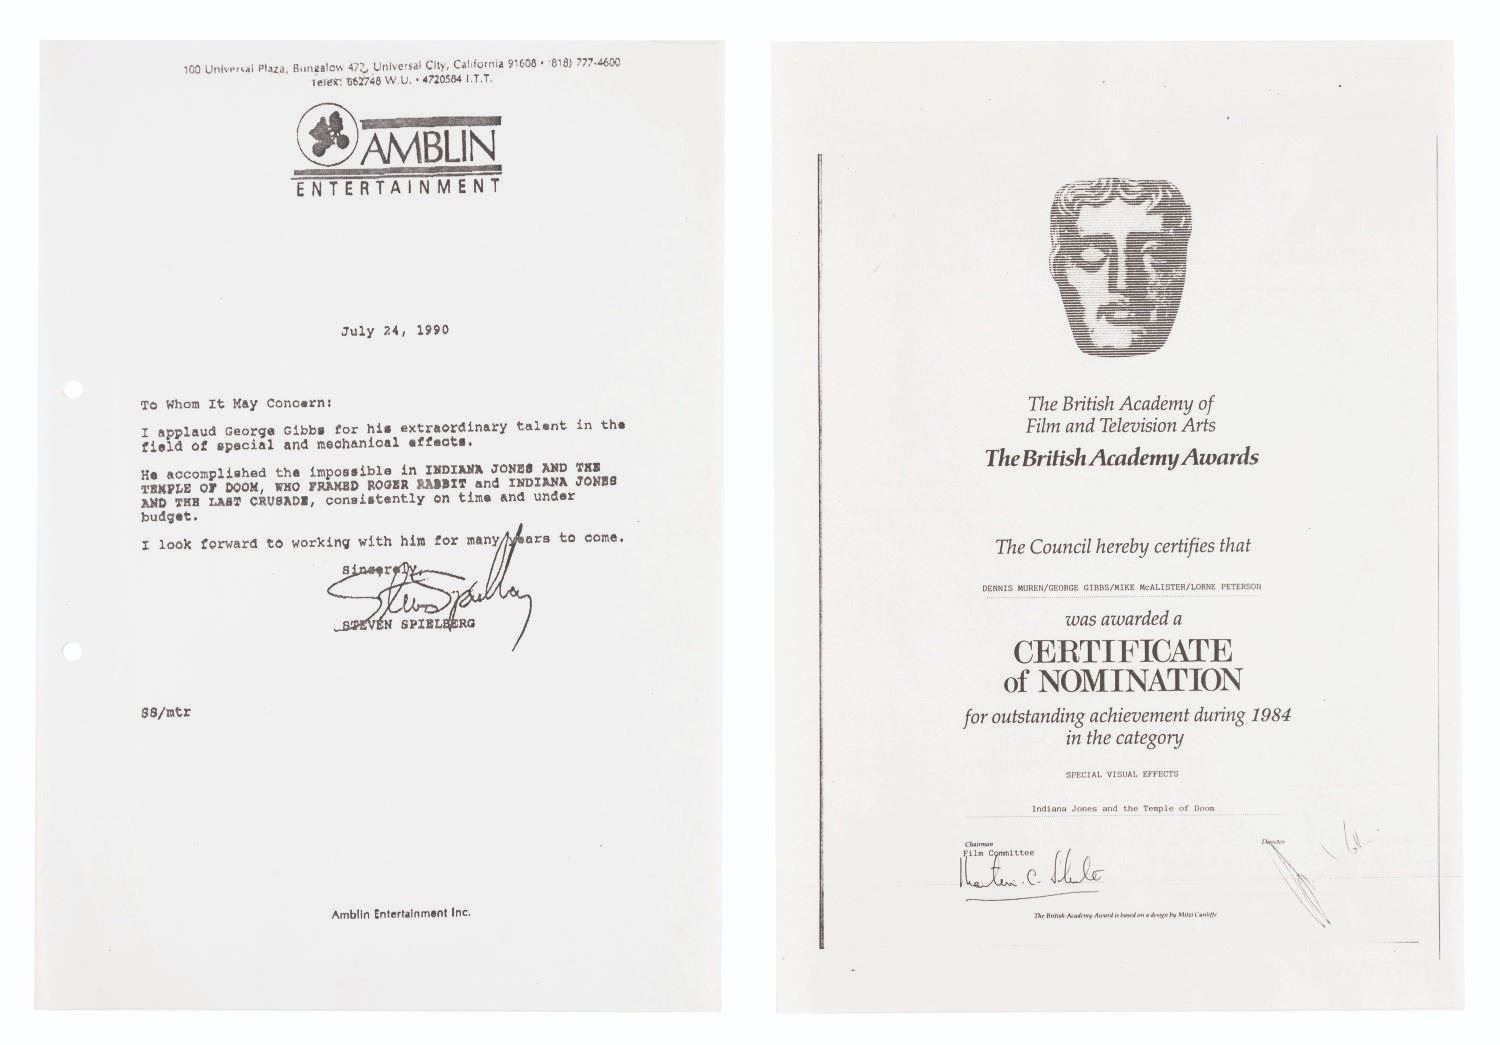 100 Universal Plaza, Bungalow 477, Universal City, California 91608 • (818) 777-4600
Telex: 662748 W.U. • 4720584 I.T.T.
AMBLIN
ENTERTAINMENT
July 24, 1990
To Whom It May Concern:
I applaud George Gibbs for his extraordinary talent in the
field of special and mechanical effects.
He accomplished the impossible in INDIANA JONES AND THE
TEMPLE OF DOOM, WHO FRAMED ROGER RABBIT and INDIANA JONES
AND THE LAST CRUSADE, consistently on time and under
budget.
I look forward to working with him for many years to come.
Sincerely,
STEVEN SPIELBERG
SS/mtr
Amblin Entertainment Inc.
The British Academy of
Film and Television Arts
The British Academy Awards
The Council hereby certifies that
DENNIS MUREN/GEORGE GIBBS/MIKE McALISTER/LORNE PETERSON
was awarded a
CERTIFICATE
of NOMINATION
for outstanding achievement during 1984
in the category
SPECIAL VISUAL EFFECTS
Indiana Jones and the Temple of Doom
Chairman
Film Committee
Director
The British Academy Award is based on a design by Mitzi Cunliffe